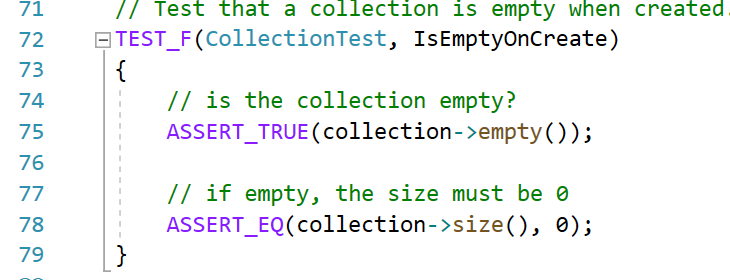 71 // Test that a collection is empty when created.
72 TEST_F(CollectionTest, IsEmptyOnCreate)
73 {
74 // is the collection empty?
75 ASSERT_TRUE(collection->empty());
76
77 // if empty, the size must be 0
78 ASSERT_EQ(collection->size(), 0);
79 }